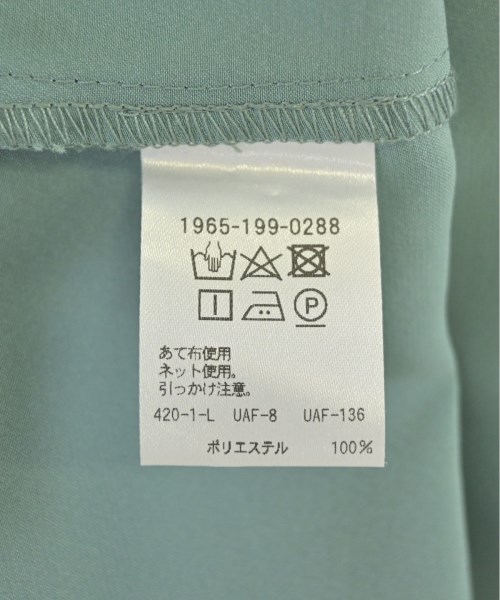 1965-199-0288
P
あて布使用
ネット使用。
引っかけ注意。
420-1-L UAF-8 UAF-136
ポリエステル 100%